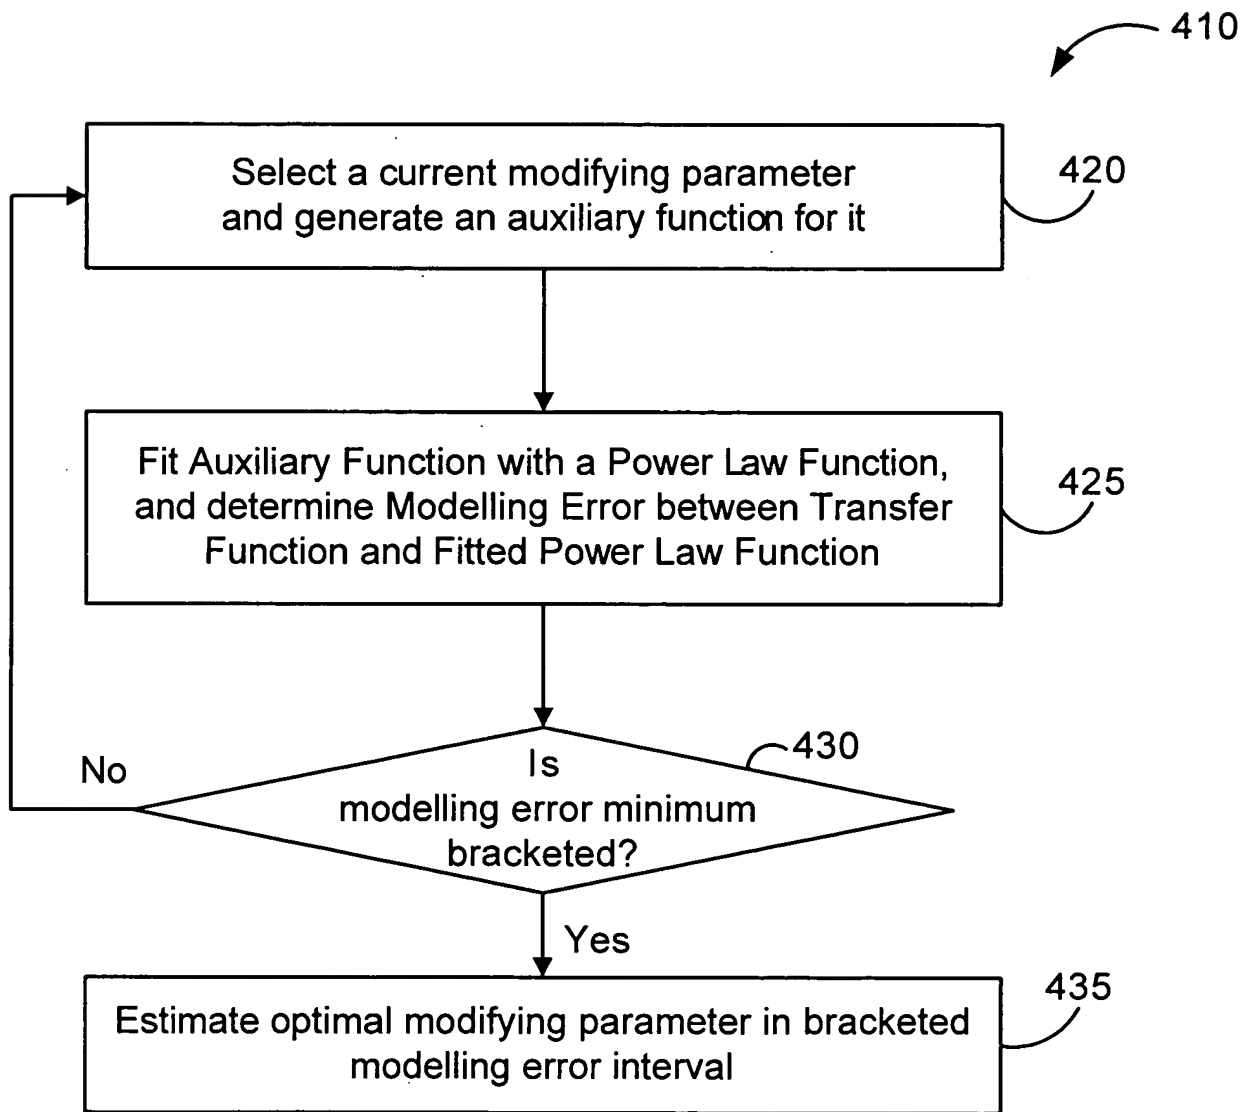 410
Select a current modifying parameter
and generate an auxiliary function for it
420
Fit Auxiliary Function with a Power Law Function,
and determine Modelling Error between Transfer
Function and Fitted Power Law Function
425
430
No
Is
modelling error minimum
bracketed?
Yes
435
Estimate optimal modifying parameter in bracketed
modelling error interval